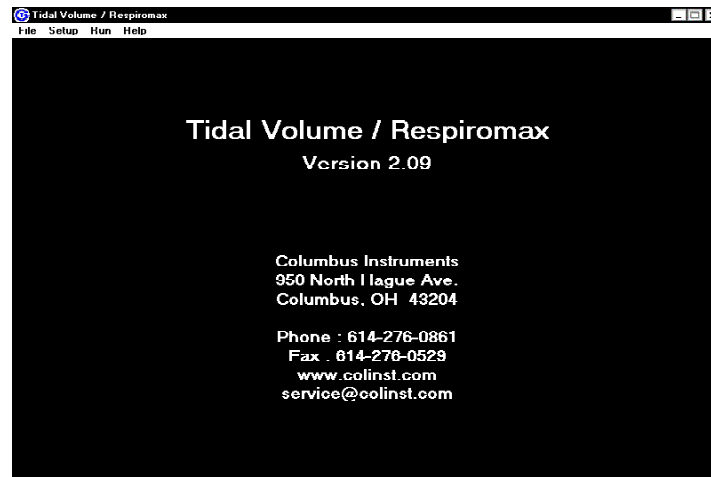 Tidal Volume / Respiromax
File Setup Run Help
Tidal Volume / Respiromax
Version 2.09
Columbus Instruments
950 North Hague Ave.
Columbus, OH 43204
Phone : 614-276-0861
Fax : 614-276-0529
www.colinst.com
service@colinst.com